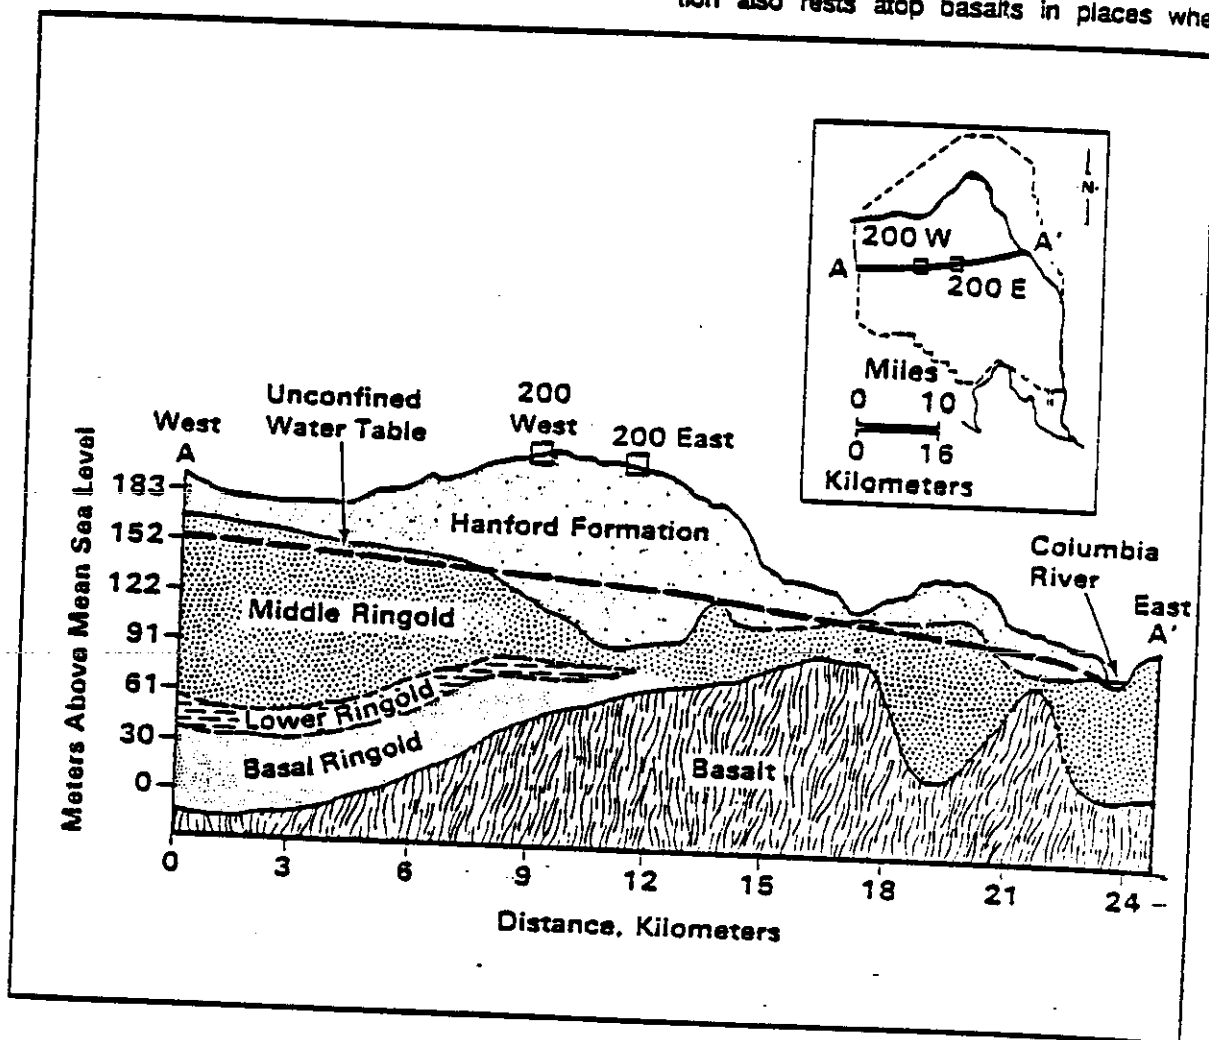 tion also rests atop basalts in places whe
N
200 W
A'
A
200 E
Miles
0 10
0 16
Kilometers
Unconfined
Water Table
200
West
200 East
West
A
Meters Above Mean Sea Level
183
152
122
91
61
30
0
Hanford Formation
Middle Ringold
Lower Ringold
Basal Ringold
Basalt
Columbia
River
East
A'
0 3 6 9 12 15 18 21 24
Distance, Kilometers